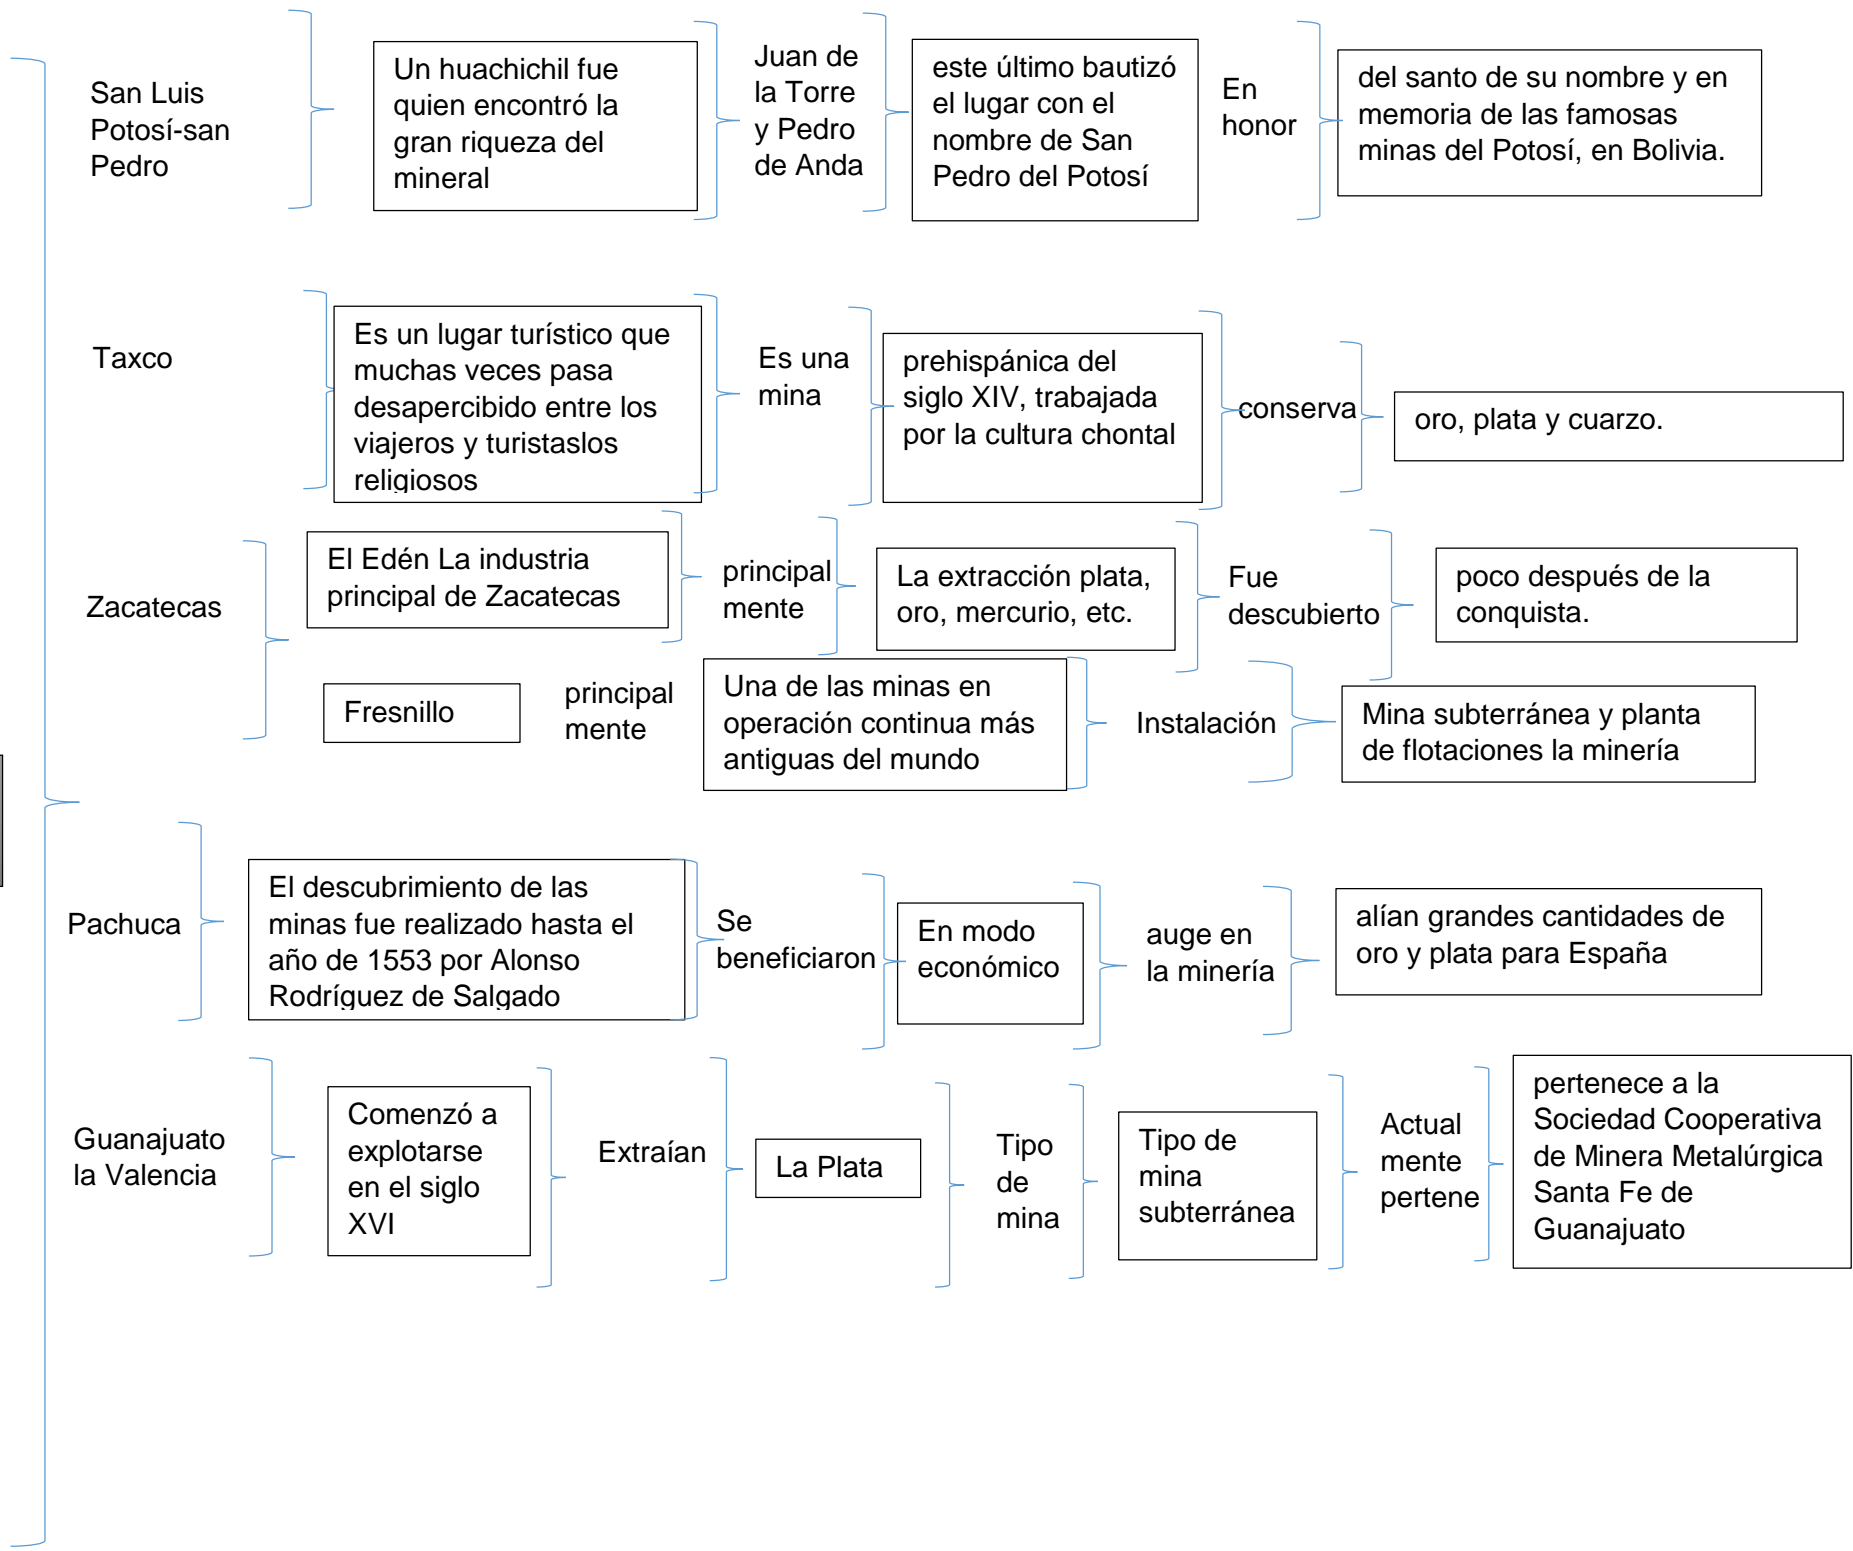 San Luis
Potosí-san
Pedro
Un huachichil fue
quien encontró la
gran riqueza del
mineral
Juan de
la Torre
y Pedro
de Anda
este último bautizó
el lugar con el
nombre de San
Pedro del Potosí
En
honor
del santo de su nombre y en
memoria de las famosas
minas del Potosí, en Bolivia.
Taxco
Es un lugar turístico que
muchas veces pasa
desapercibido entre los
viajeros y turistaslos
religiosos
Es una
mina
prehispánica del
siglo XIV, trabajada
por la cultura chontal
conserva
oro, plata y cuarzo.
Zacatecas
El Edén La industria
principal de Zacatecas
principal
mente
La extracción plata,
oro, mercurio, etc.
Fue
descubierto
poco después de la
conquista.
Fresnillo
principal
mente
Una de las minas en
operación continua más
antiguas del mundo
Instalación
Mina subterránea y planta
de flotaciones la minería
Pachuca
El descubrimiento de las
minas fue realizado hasta el
año de 1553 por Alonso
Rodríguez de Salgado
Se
beneficiaron
En modo
económico
auge en
la minería
alían grandes cantidades de
oro y plata para España
Guanajuato
la Valencia
Comenzó a
explotarse
en el siglo
XVI
Extraían
La Plata
Tipo
de
mina
Tipo de
mina
subterránea
Actual
mente
pertene
pertenece a la
Sociedad Cooperativa
de Minera Metalúrgica
Santa Fe de
Guanajuato